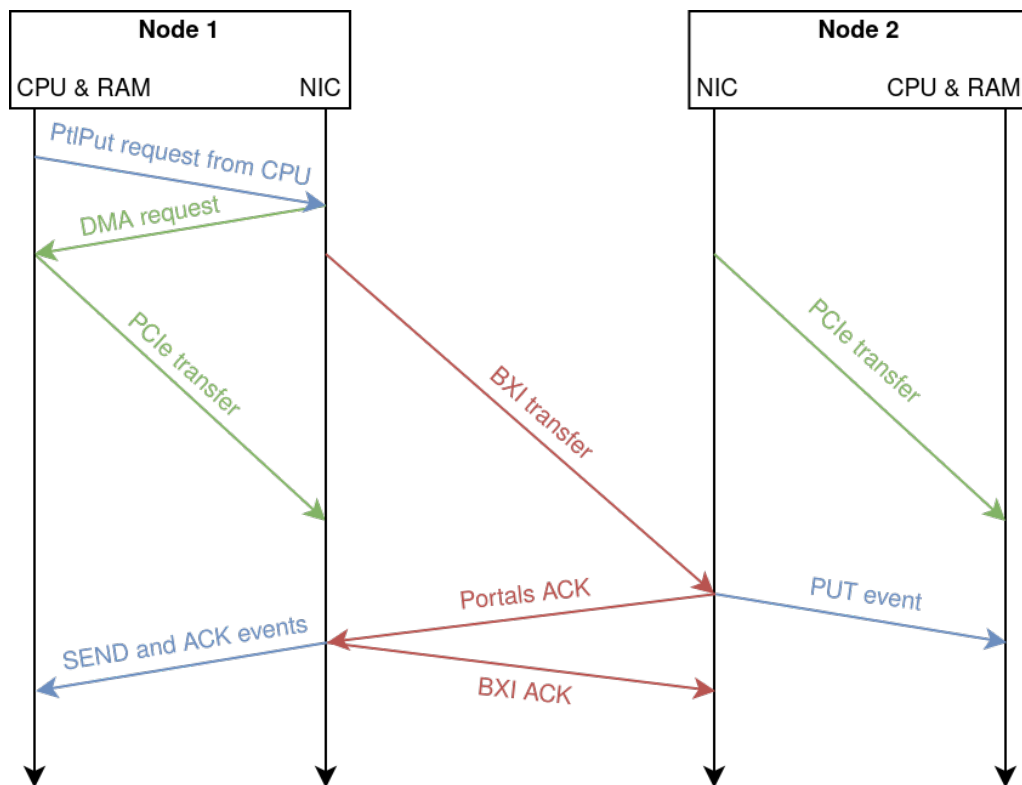 Node 1
Node 2
CPU & RAM
NIC
NIC
CPU & RAM
PtlPut request from CPU
DMA request
PCIe transfer
BXI transfer
PCIe transfer
Portals ACK
PUT event
SEND and ACK events
BXI ACK